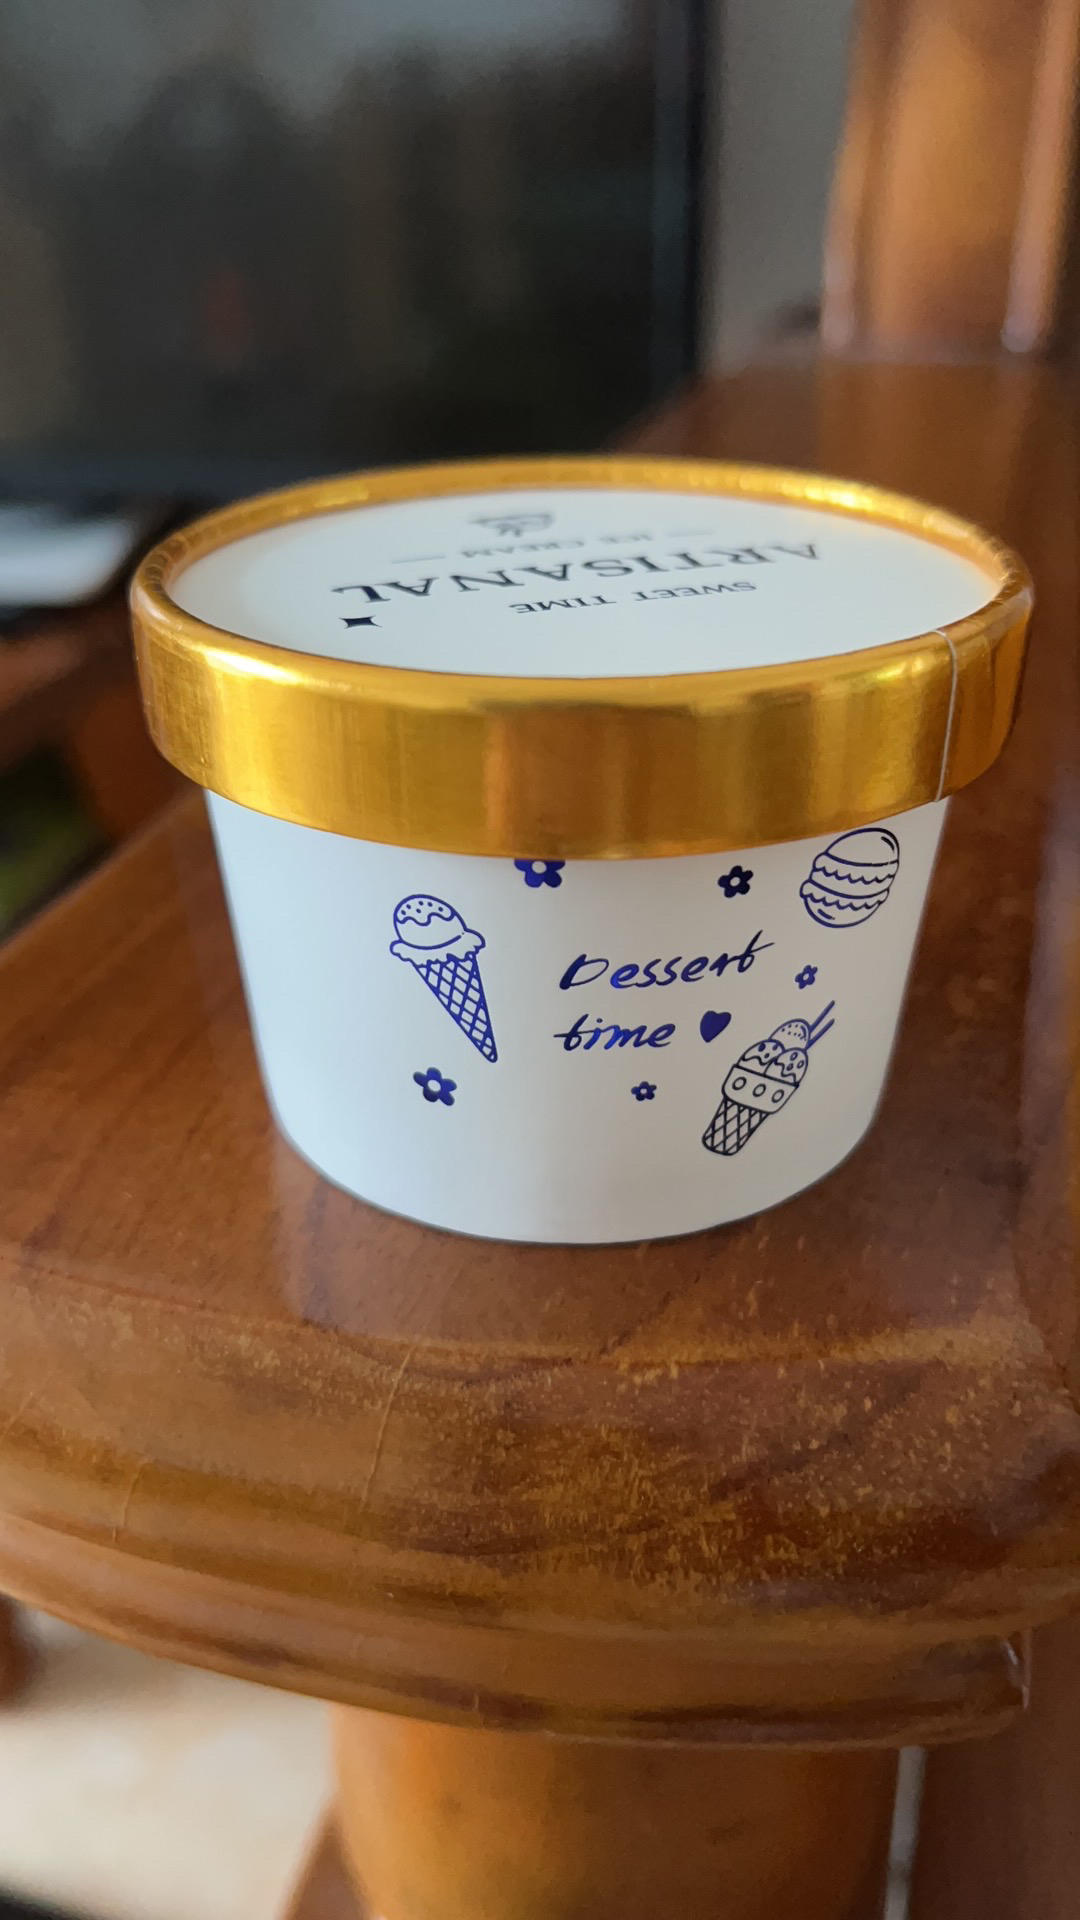 SWEET TIME
ARTISANAL
ICE CREAM
Dessert
time